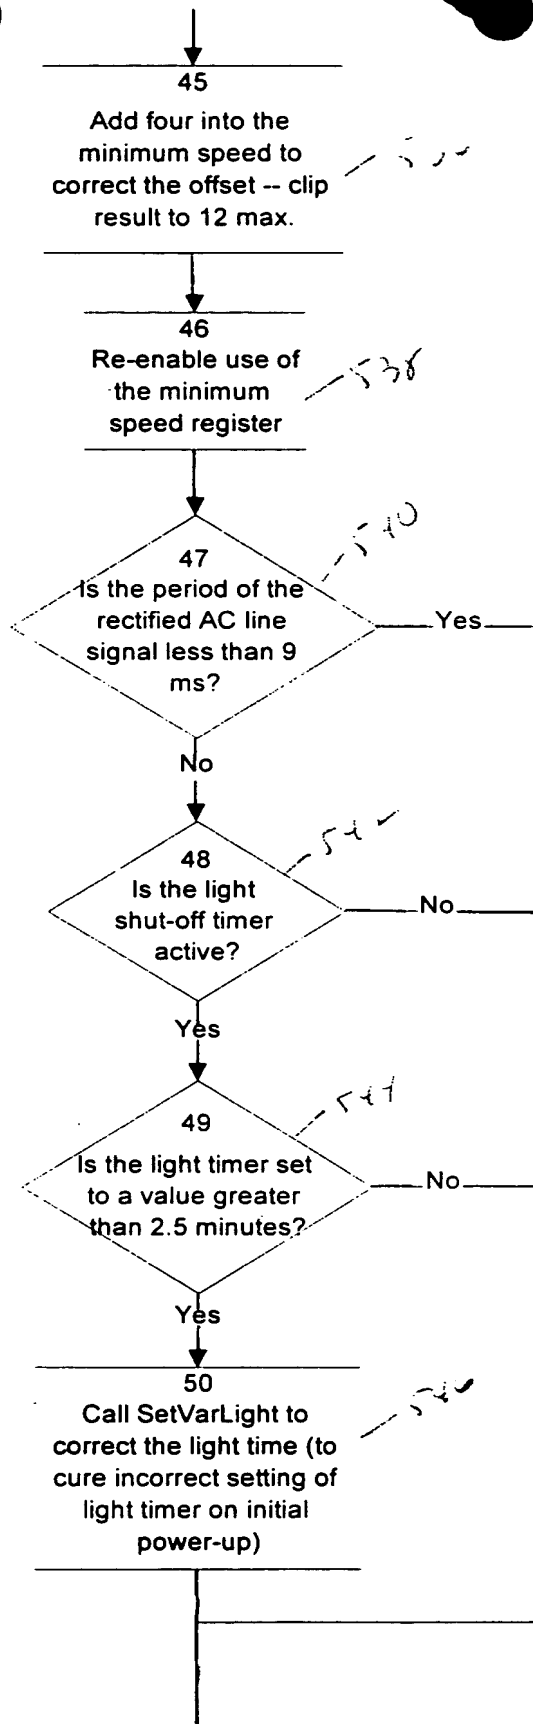 45
Add four into the
minimum speed to
correct the offset -- clip
result to 12 max.
46
Re-enable use of
the minimum
speed register
538
47
540
Is the period of the
rectified AC line
signal less than 9
ms?
Yes
No
48
Is the light
shut-off timer
active?
No
Yes
49
544
Is the light timer set
to a value greater
than 2.5 minutes?
No
Yes
50
Call SetVarLight to
correct the light time (to
cure incorrect setting of
light timer on initial
power-up)